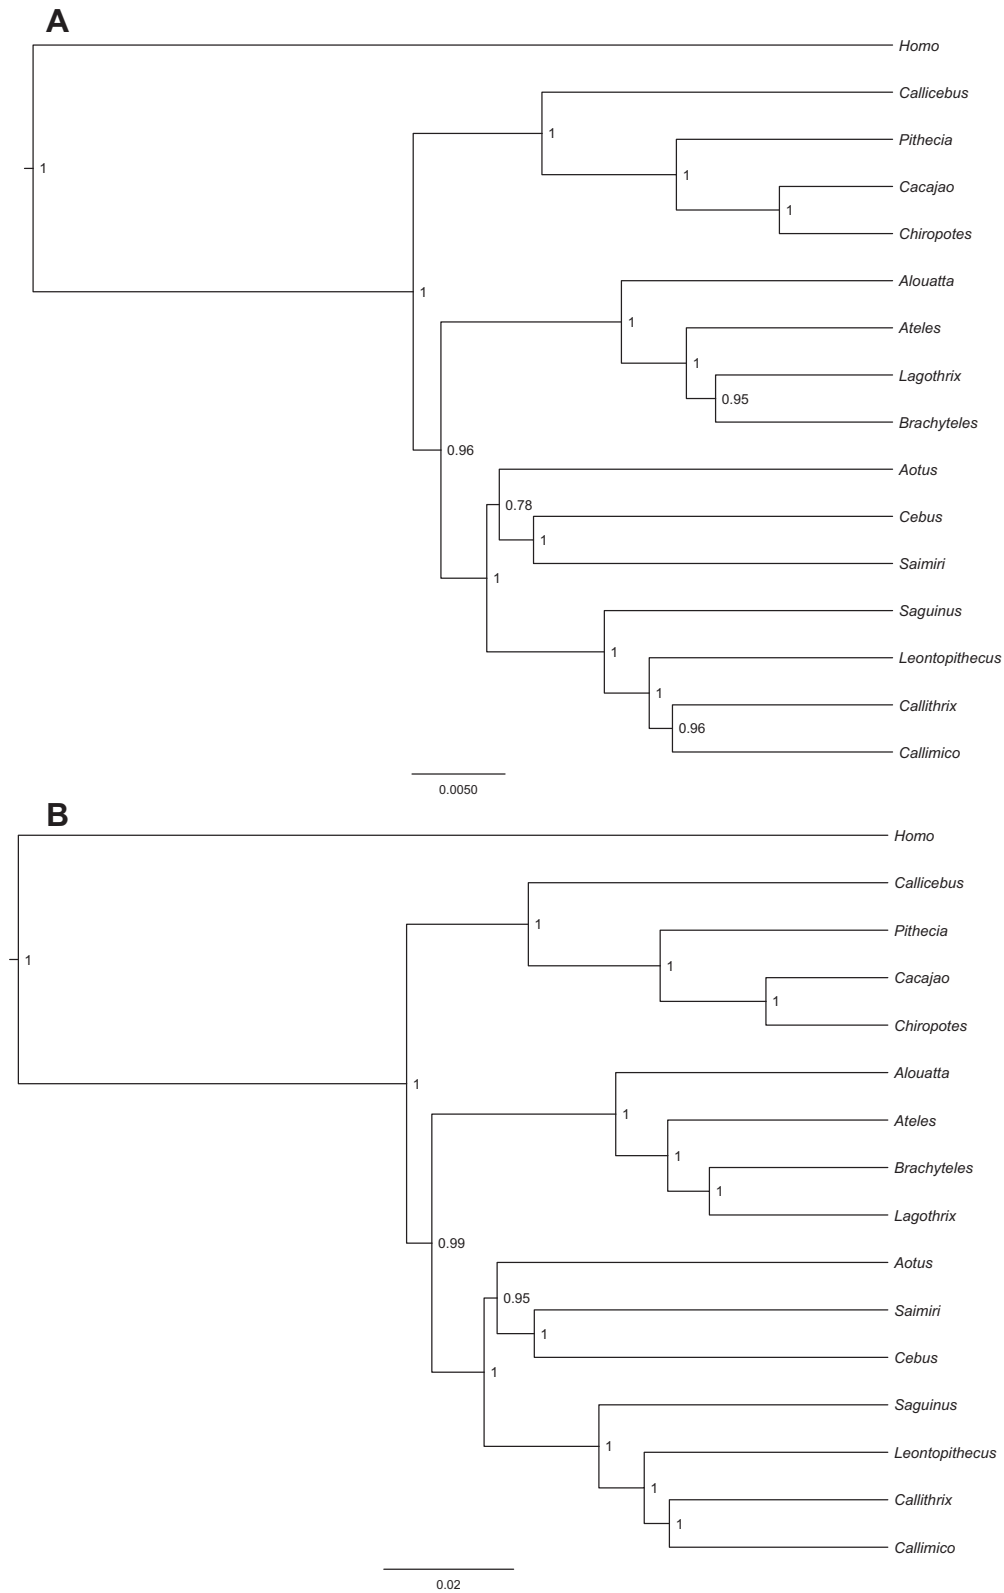 A
Homo
Callicebus
1
Pithecia
1
1
Cacajao
1
Chiropotes
Alouatta
1
1
Ateles
1
Lagothrix
0.95
Brachyteles
0.96
Aotus
0.78
Cebus
1
Saimiri
1
Saguinus
1
Leontopithecus
1
Callithrix
0.96
Callimico
0.0050
B
Homo
Callicebus
1
Pithecia
1
1
Cacajao
1
Chiropotes
Alouatta
1
1
Ateles
1
Brachyteles
1
Lagothrix
0.99
Aotus
0.95
Saimiri
1
Cebus
1
Saguinus
1
Leontopithecus
1
Callithrix
1
Callimico
0.02